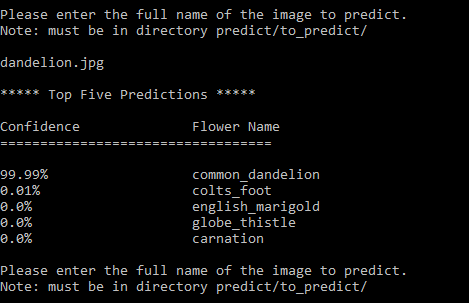 Please enter the full name of the image to predict.
Note: must be in directory predict/to_predict/
dandelion.jpg
***** Top Five Predictions *****
Confidence Flower Name
==================================
99.99% common_dandelion
0.01% colts_foot
0.0% english_marigold
0.0% globe_thistle
0.0% carnation
Please enter the full name of the image to predict.
Note: must be in directory predict/to_predict/